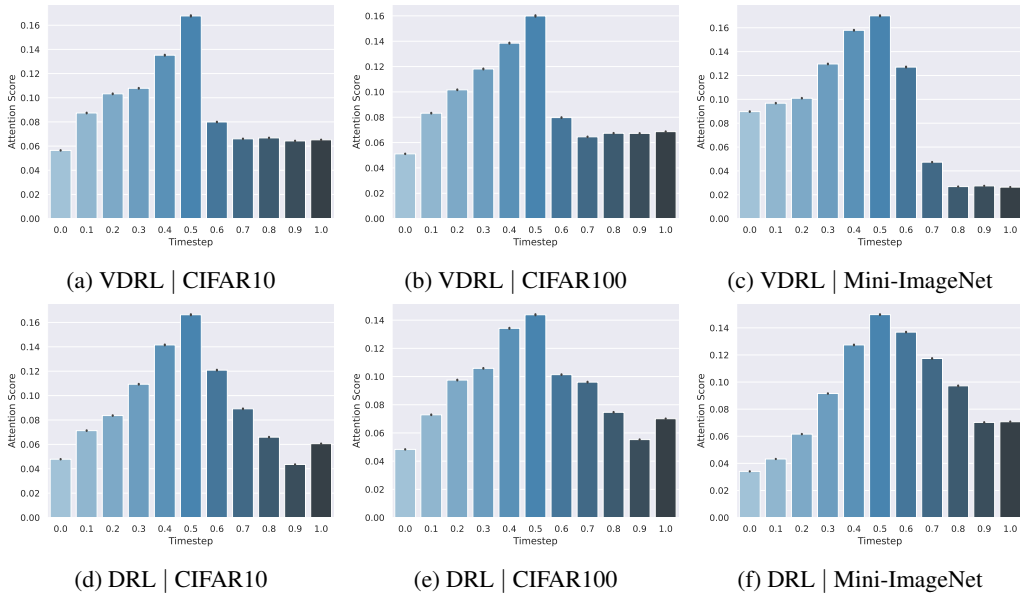 0.16
0.14
0.12
0.10
0.08
0.06
0.04
0.02
0.00
Attention Score
0.0 0.1 0.2 0.3 0.4 0.5 0.6 0.7 0.8 0.9 1.0
Timestep
(a) VDRL | CIFAR10
0.16
0.14
0.12
0.10
0.08
0.06
0.04
0.02
0.00
Attention Score
0.0 0.1 0.2 0.3 0.4 0.5 0.6 0.7 0.8 0.9 1.0
Timestep
(b) VDRL | CIFAR100
0.16
0.14
0.12
0.10
0.08
0.06
0.04
0.02
0.00
Attention Score
0.0 0.1 0.2 0.3 0.4 0.5 0.6 0.7 0.8 0.9 1.0
Timestep
(c) VDRL | Mini-ImageNet
0.16
0.14
0.12
0.10
0.08
0.06
0.04
0.02
0.00
Attention Score
0.0 0.1 0.2 0.3 0.4 0.5 0.6 0.7 0.8 0.9 1.0
Timestep
(d) DRL | CIFAR10
0.14
0.12
0.10
0.08
0.06
0.04
0.02
0.00
Attention Score
0.0 0.1 0.2 0.3 0.4 0.5 0.6 0.7 0.8 0.9 1.0
Timestep
(e) DRL | CIFAR100
0.14
0.12
0.10
0.08
0.06
0.04
0.02
0.00
Attention Score
0.0 0.1 0.2 0.3 0.4 0.5 0.6 0.7 0.8 0.9 1.0
Timestep
(f) DRL | Mini-ImageNet